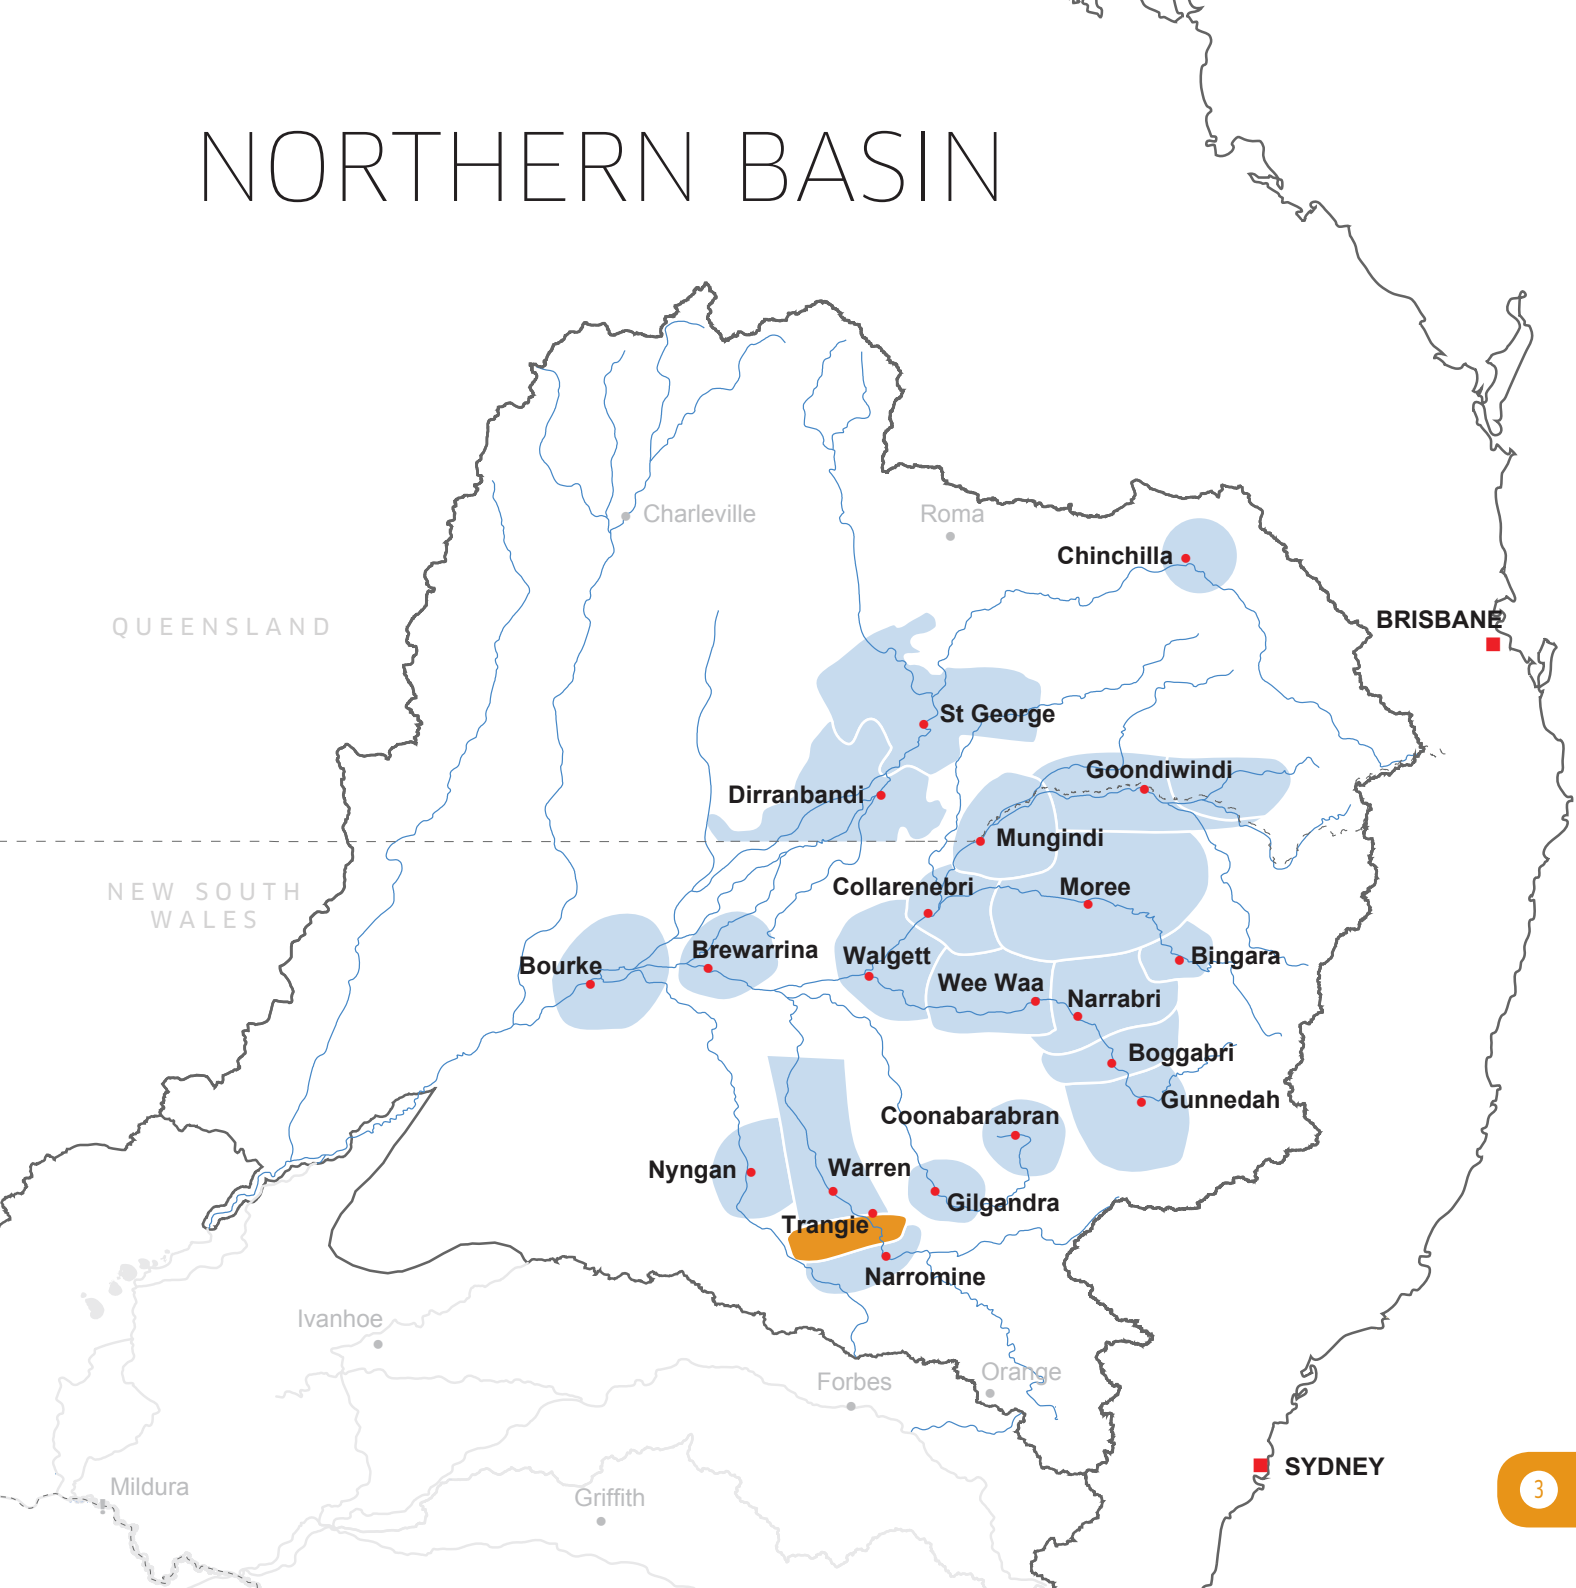 NORTHERN BASIN
Charleville
Roma
Chinchilla
QUEENSLAND
BRISBANE
St George
Goondiwindi
Dirranbandi
Mungindi
NEW SOUTH
WALES
Collarenebri
Moree
Brewarrina
Walgett
Bingara
Bourke
Wee Waa
Narrabri
Boggabri
Gunnedah
Coonabarabran
Nyngan
Warren
Gilgandra
Trangie
Narromine
Ivanhoe
Forbes
Orange
SYDNEY
Mildura
Griffith
3